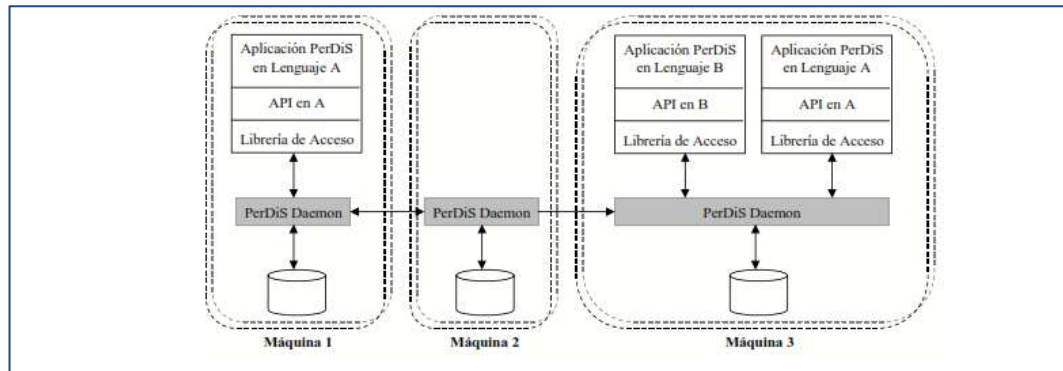 Aplicación PerDiS
en Lenguaje A
API en A
Librería de Acceso
Aplicación PerDiS
en Lenguaje B
API en B
Librería de Acceso
Aplicación PerDiS
en Lenguaje A
API en A
Librería de Acceso
PerDiS Daemon
PerDiS Daemon
PerDiS Daemon
Máquina 1
Máquina 2
Máquina 3